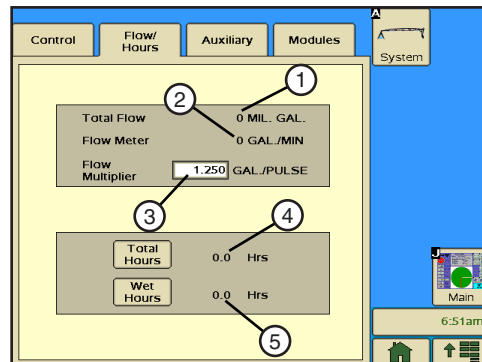 Control
Flow/
Hours
Auxiliary
Modules
A
System
1
2
Total Flow 0 MIL. GAL.
Flow Meter 0 GAL./MIN
Flow
Multiplier 1.250 GAL./PULSE
3
4
Total
Hours 0.0 Hrs
Wet
Hours 0.0 Hrs
5
J
Main
6:51am